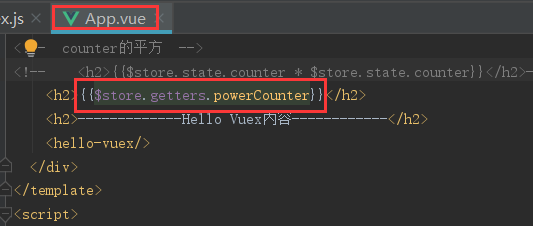 ex.js App.vue
<!-- counter的平方 -->
<!-- <h2>{{$store.state.counter * $store.state.counter}}</h2>
<h2>{{$store.getters.powerCounter}}</h2>
<h2>-------------Hello Vuex内容------------</h2>
<hello-vuex/>
</div>
</template>
<script>